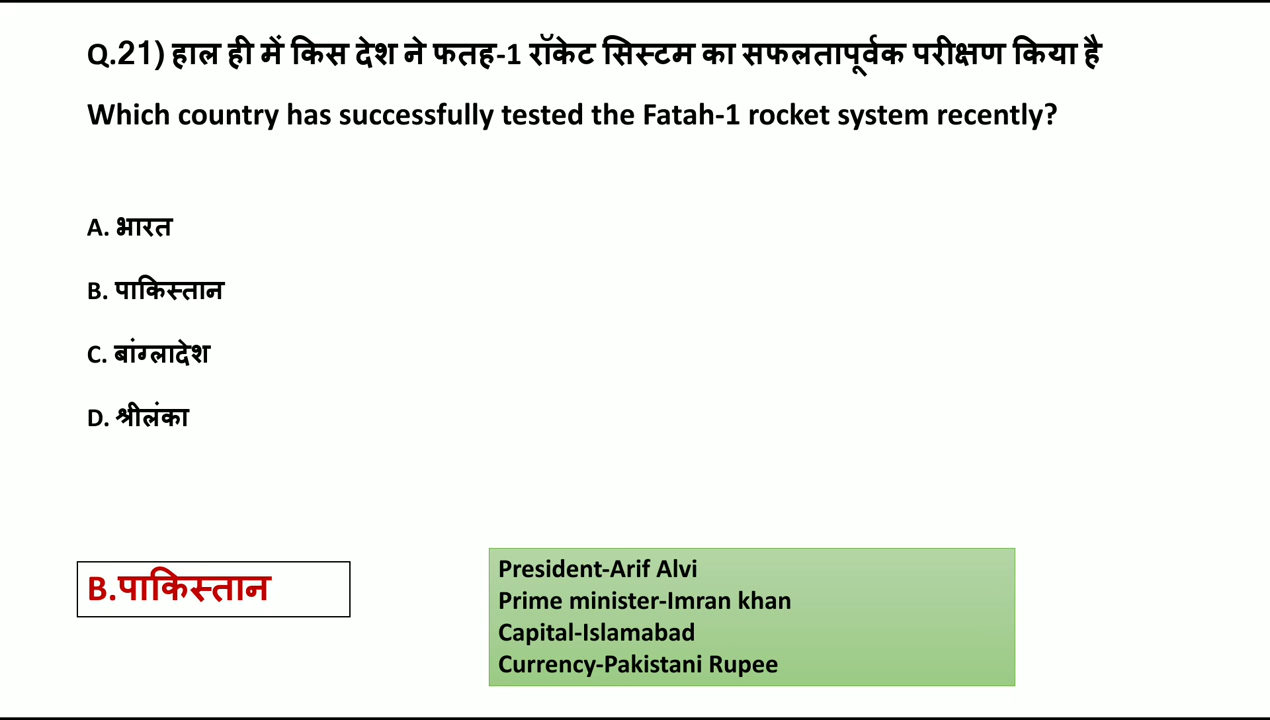 Q.21) हाल ही में किस देश ने फतह-1 रॉकेट सिस्टम का सफलतापूर्वक परीक्षण किया है
Which country has successfully tested the Fatah-1 rocket system recently?
A. भारत
B. पाकिस्तान
C. बांग्लादेश
D. श्रीलंका
B.पाकिस्तान
President-Arif Alvi
Prime minister-Imran khan
Capital-Islamabad
Currency-Pakistani Rupee